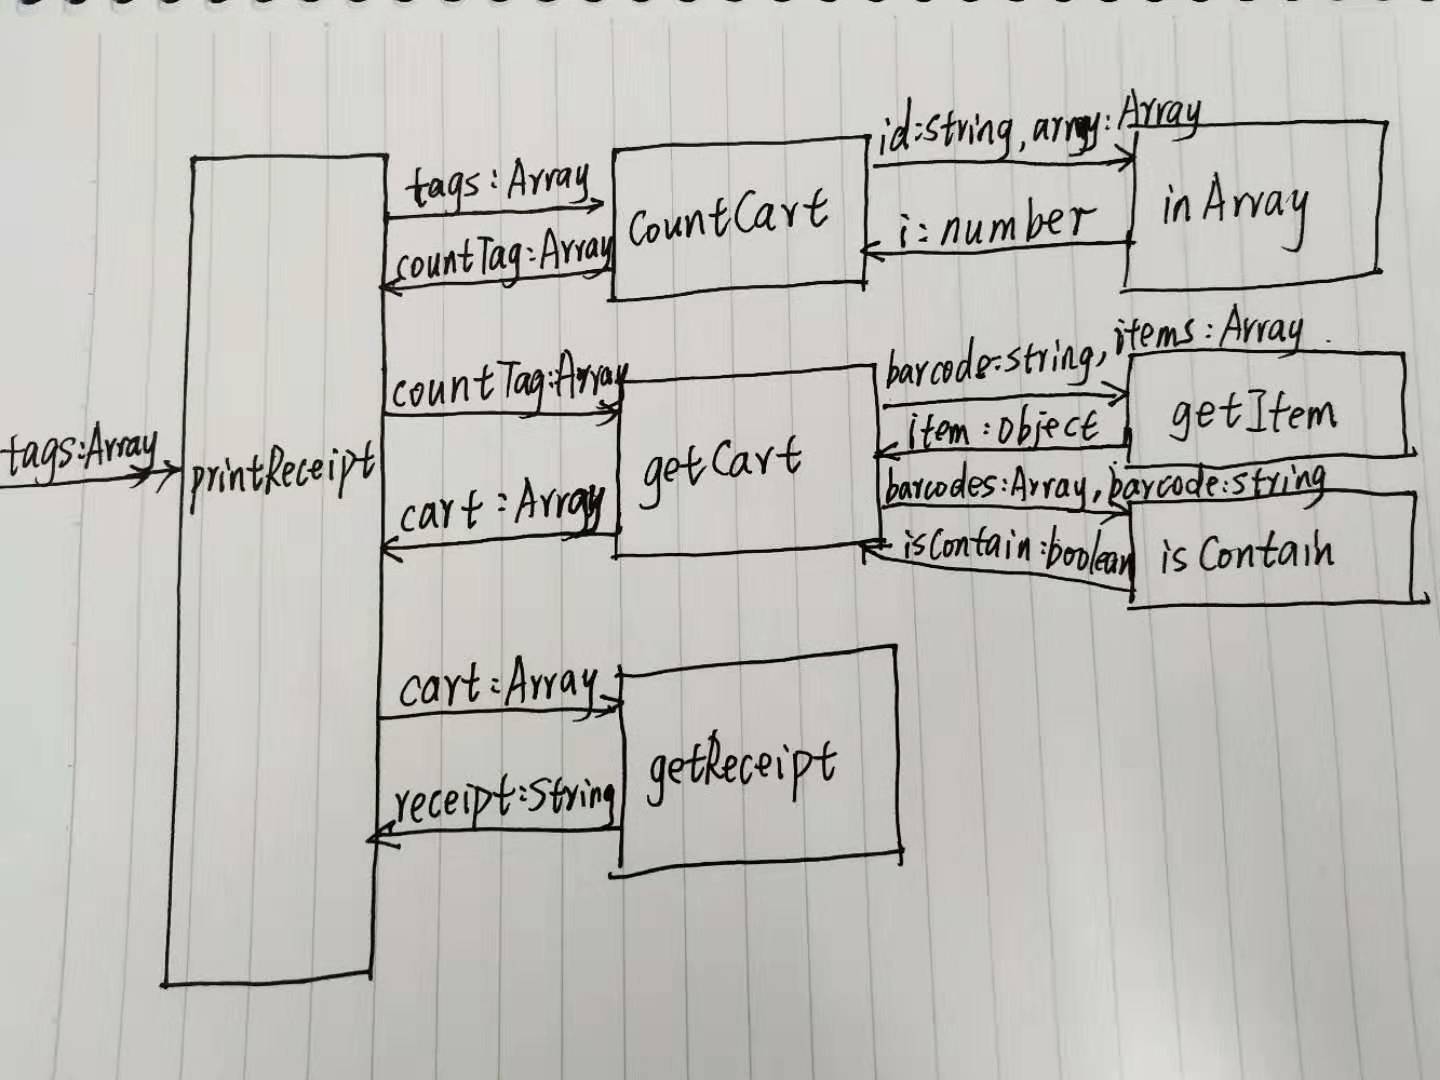 tags:Array
printReceipt
tags:Array
countTag:Array
countCart
id:string, array:Array
i:number
inArray
countTag:Array
cart:Array
getCart
barcode:string, items:Array
item:object
getItem
barcodes:Array, barcode:string
isContain:boolean
isContain
cart:Array
receipt:String
getReceipt